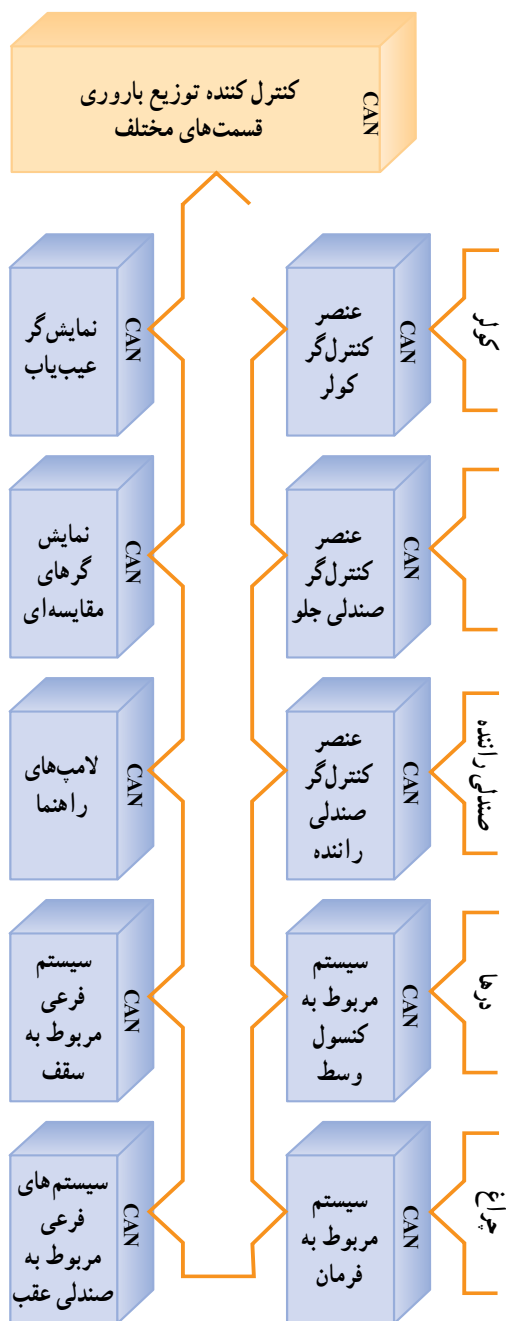 کنترل کننده توزیع باروری
قسمت‌های مختلف
CAN
کولر
عنصر
کنترل‌گر
کولر
CAN
نمایش‌گر
عیب‌یاب
CAN
عنصر
کنترل‌گر
صندلی جلو
CAN
نمایش
گرهای
مقایسه‌ای
CAN
صندلی راننده
عنصر
کنترل‌گر
صندلی
راننده
CAN
لامپ‌های
راهنما
CAN
درها
سیستم
مربوط به
کنسول
وسط
CAN
سیستم
فرعی
مربوط به
سقف
CAN
چراغ
سیستم
مربوط به
فرمان
CAN
سیستم‌های
فرعی
مربوط به
صندلی عقب
CAN